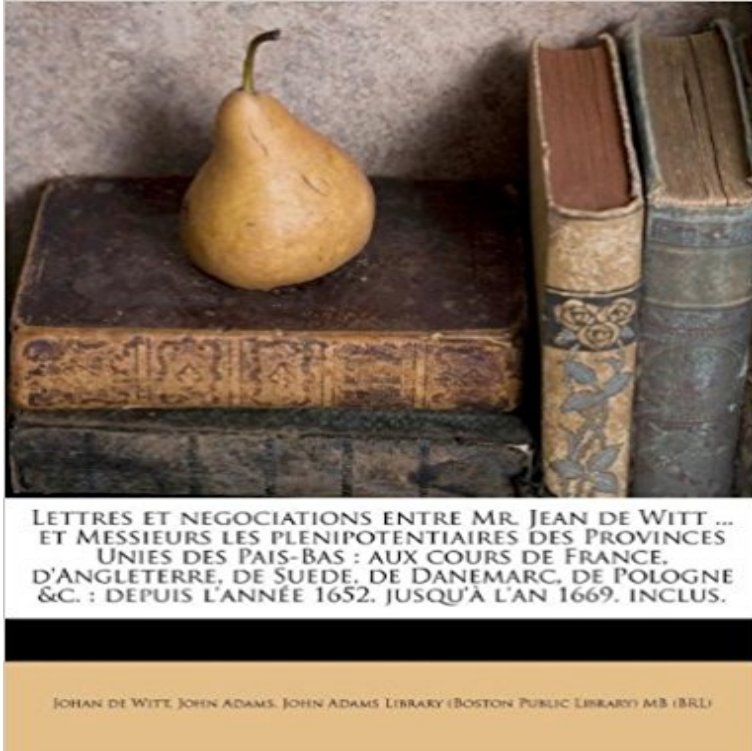 Lettres et negociations entre Mr. Jean de Witt ...
et Messieurs les plenipotentiaires des Provinces
Unies des Pais-Bas : aux cours de France,
d'Angleterre, de Suede, de Danemarc, de Pologne
&c. : depuis l'année 1652. jusqu'à l'an 1669. inclus.
Johan de Witt, John Adams, John Adams Library (Boston Public Library) MB (BRL)